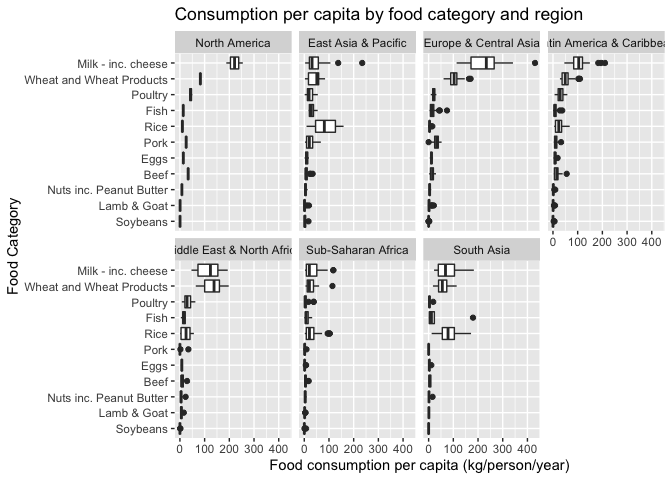 Consumption per capita by food category and region
North America
East Asia & Pacific
Europe & Central Asia
tin America & Caribbea
Milk - inc. cheese
Wheat and Wheat Products
Poultry
Fish
Rice
Pork
Eggs
Beef
Nuts inc. Peanut Butter
Lamb & Goat
Soybeans
0 100 200 300 400
iddle East & North Afric
Sub-Saharan Africa
South Asia
Milk - inc. cheese
Wheat and Wheat Products
Poultry
Fish
Rice
Pork
Eggs
Beef
Nuts inc. Peanut Butter
Lamb & Goat
Soybeans
0 100 200 300 400
0 100 200 300 400
0 100 200 300 400
Food Category
Food consumption per capita (kg/person/year)